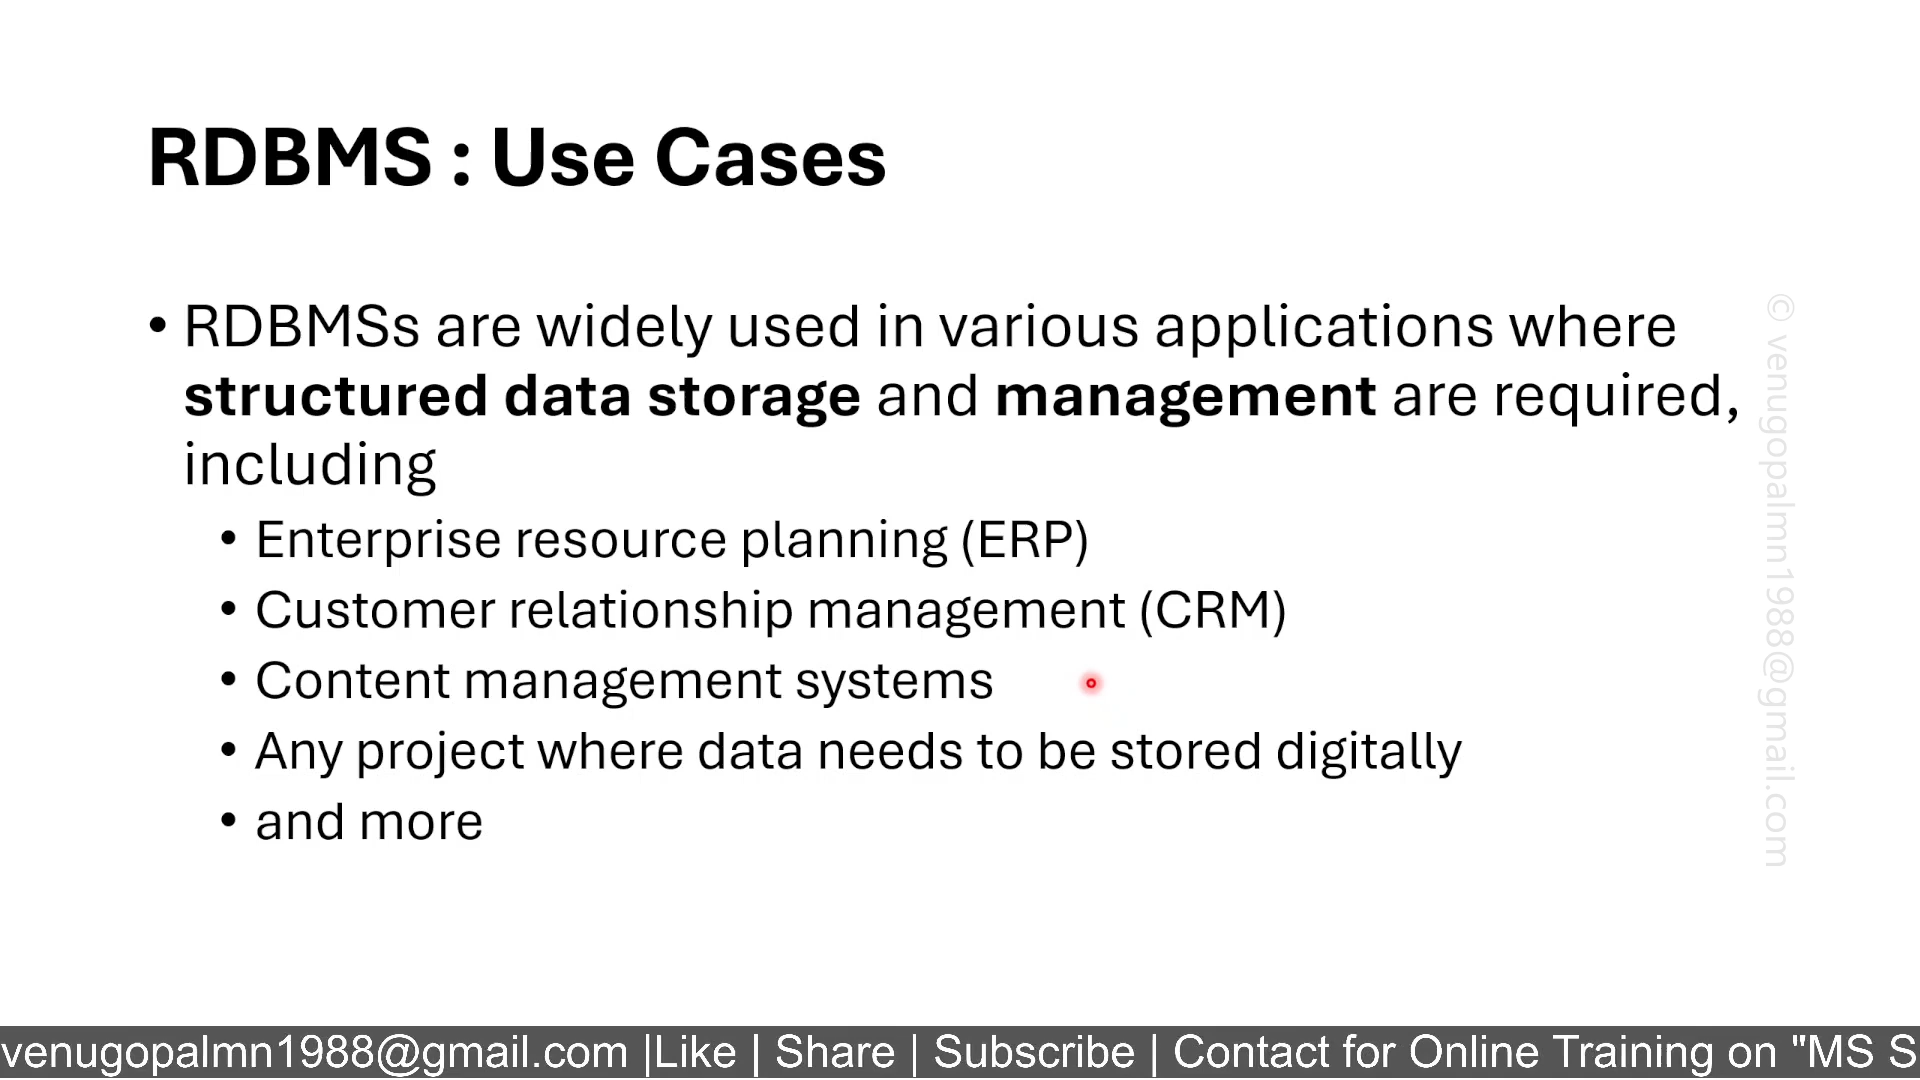 RDBMS : Use Cases
• RDBMSs are widely used in various applications where
structured data storage and management are required,
including
• Enterprise resource planning (ERP)
• Customer relationship management (CRM)
• Content management systems
• Any project where data needs to be stored digitally
• and more
© venugopalmn1988@gmail.com
venugopalmn1988@gmail.com |Like | Share | Subscribe | Contact for Online Training on "MS S